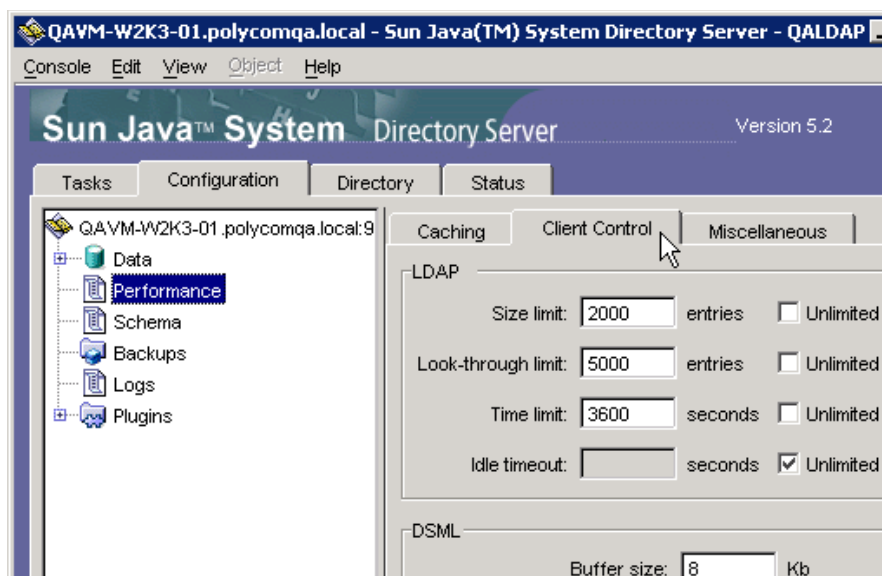 QAVM-W2K3-01.polycomqa.local - Sun Java(TM) System Directory Server - QALDAP
Console Edit View Object Help
Sun Java™ System Directory Server Version 5.2
Tasks Configuration Directory Status
QAVM-W2K3-01.polycomqa.local:9
Data
Performance
Schema
Backups
Logs
Plugins
Caching Client Control Miscellaneous
LDAP
Size limit: 2000 entries Unlimited
Look-through limit: 5000 entries Unlimited
Time limit: 3600 seconds Unlimited
Idle timeout: seconds Unlimited
DSML
Buffer size: 8 Kb